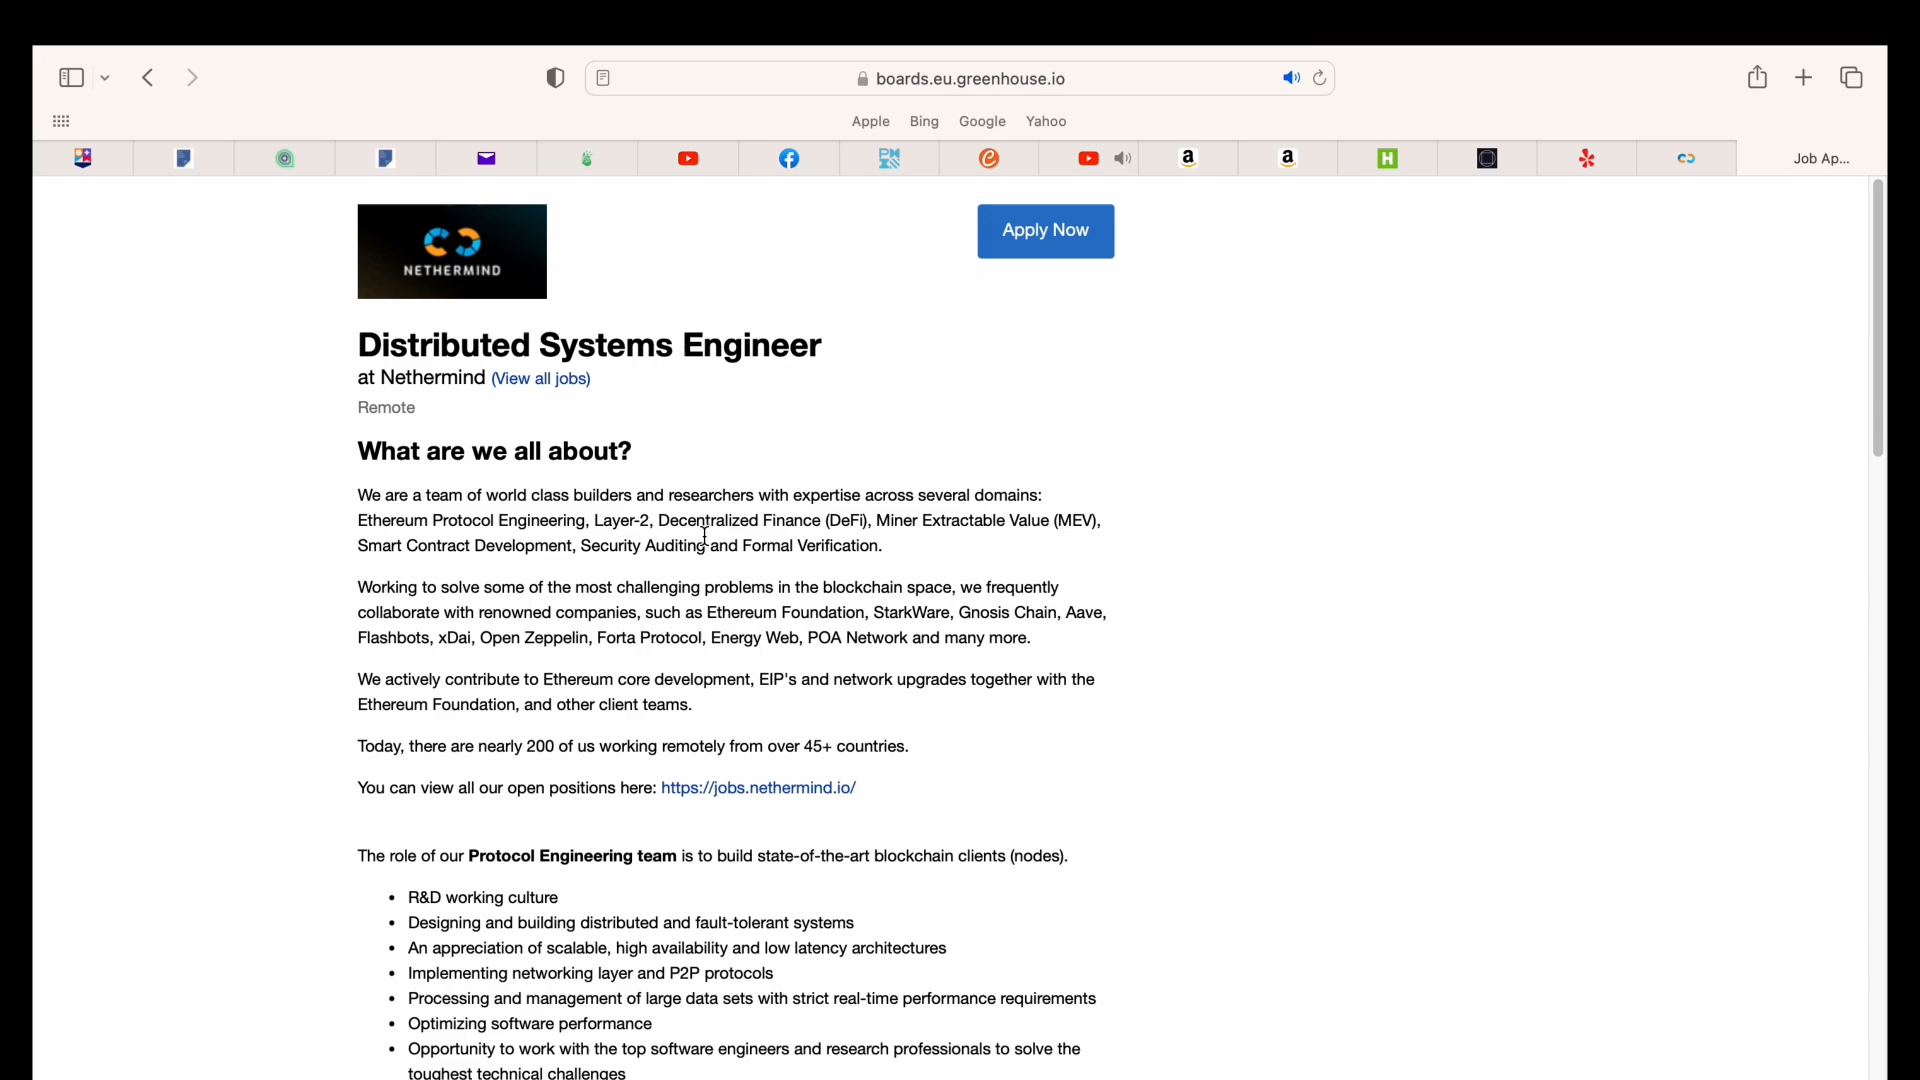 boards.eu.greenhouse.io
Apple Bing Google Yahoo
a a H Job Ap...
NETHERMIND
Apply Now
Distributed Systems Engineer
at Nethermind (View all jobs)
Remote
What are we all about?
We are a team of world class builders and researchers with expertise across several domains:
Ethereum Protocol Engineering, Layer-2, Decentralized Finance (DeFi), Miner Extractable Value (MEV),
Smart Contract Development, Security Auditing and Formal Verification.
Working to solve some of the most challenging problems in the blockchain space, we frequently
collaborate with renowned companies, such as Ethereum Foundation, StarkWare, Gnosis Chain, Aave,
Flashbots, xDai, Open Zeppelin, Forta Protocol, Energy Web, POA Network and many more.
We actively contribute to Ethereum core development, EIP's and network upgrades together with the
Ethereum Foundation, and other client teams.
Today, there are nearly 200 of us working remotely from over 45+ countries.
You can view all our open positions here: https://jobs.nethermind.io/
The role of our Protocol Engineering team is to build state-of-the-art blockchain clients (nodes).
• R&D working culture
• Designing and building distributed and fault-tolerant systems
• An appreciation of scalable, high availability and low latency architectures
• Implementing networking layer and P2P protocols
• Processing and management of large data sets with strict real-time performance requirements
• Optimizing software performance
• Opportunity to work with the top software engineers and research professionals to solve the
toughest technical challenges